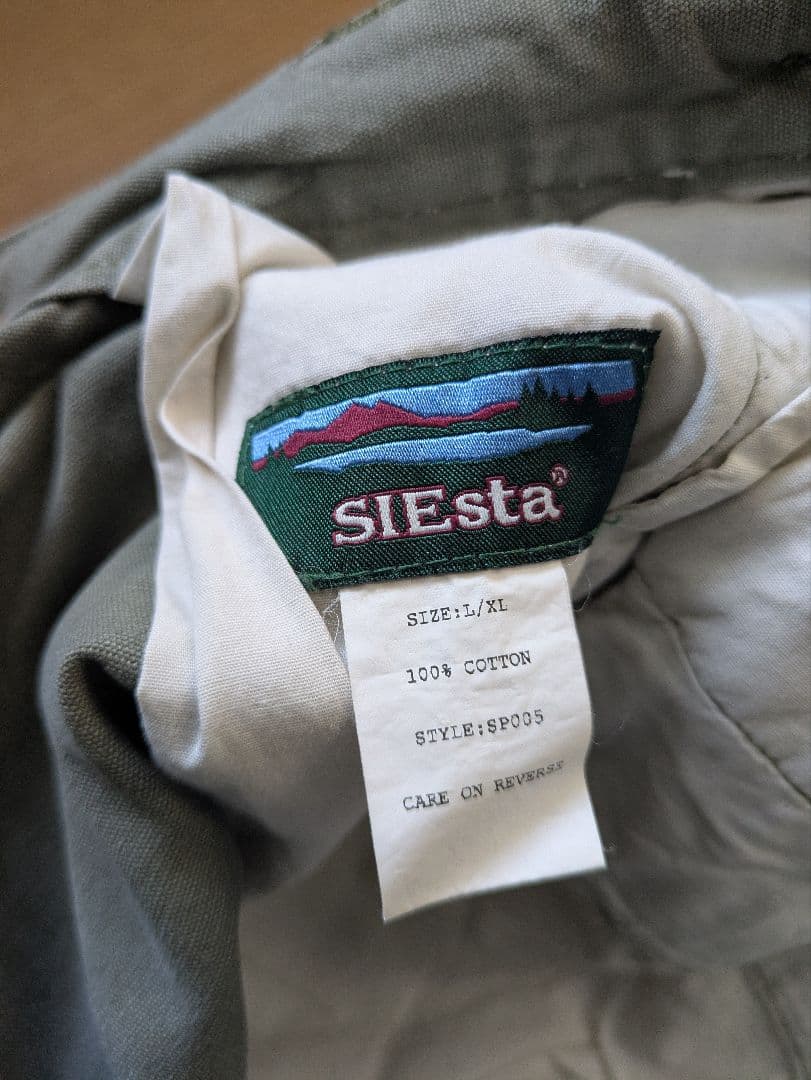 SIEsta®
SIZE:L/XL
100% COTTON
STYLE:SP005
CARE ON REVERSE